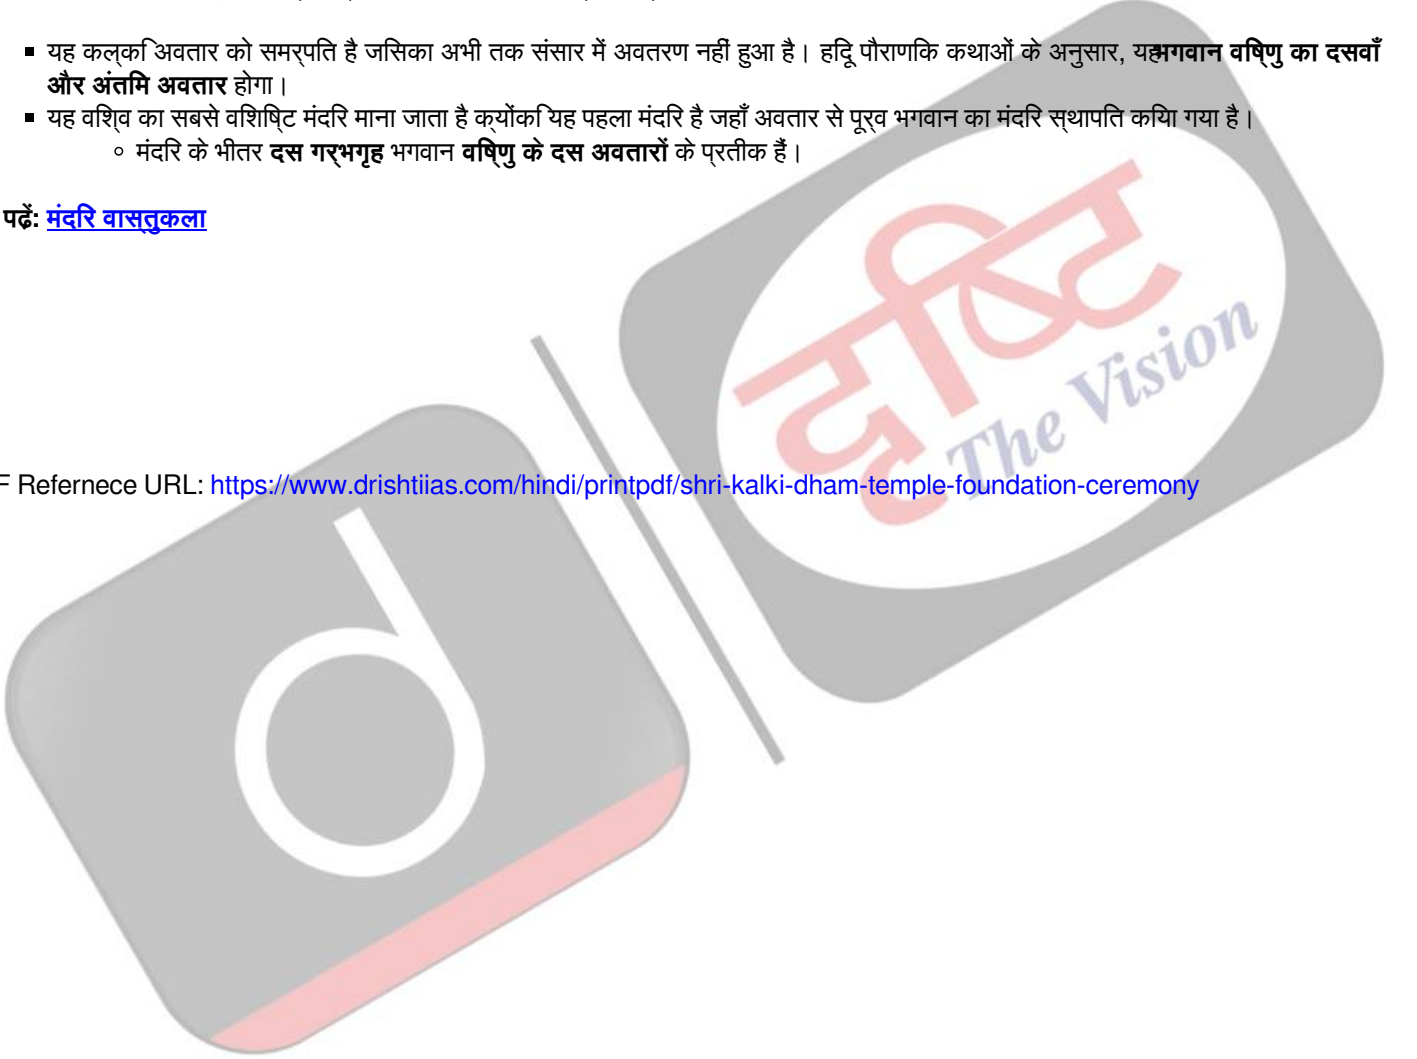 यह कल्कि अवतार को समर्पित है जिसका अभी तक संसार में अवतरण नहीं हुआ है। हिंदू पौराणिक कथाओं के अनुसार, यह भगवान विष्णु का दसवाँ
और अंतिम अवतार होगा।
यह विश्व का सबसे विशिष्ट मंदिर माना जाता है क्योंकि यह पहला मंदिर है जहाँ अवतार से पूर्व भगवान का मंदिर स्थापित किया गया है।
मंदिर के भीतर दस गर्भगृह भगवान विष्णु के दस अवतारों के प्रतीक हैं।
पढ़ें: मंदिर वास्तुकला
दृष्टि
The Vision
F Refernece URL: https://www.drishtiias.com/hindi/printpdf/shri-kalki-dham-temple-foundation-ceremony
d